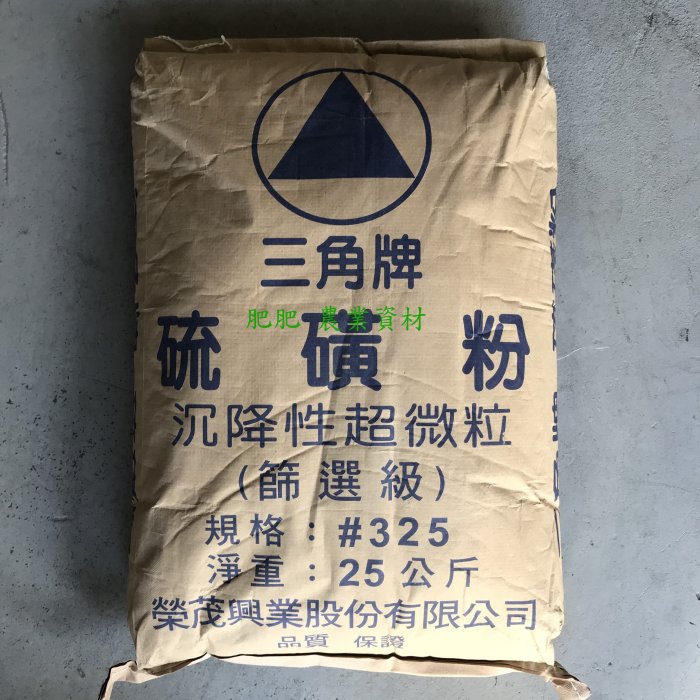 三角牌
肥肥 農業資材
硫磺粉
沉降性超微粒
(篩選級)
規格：#325
淨重：25公斤
榮茂興業股份有限公司
品質 保證